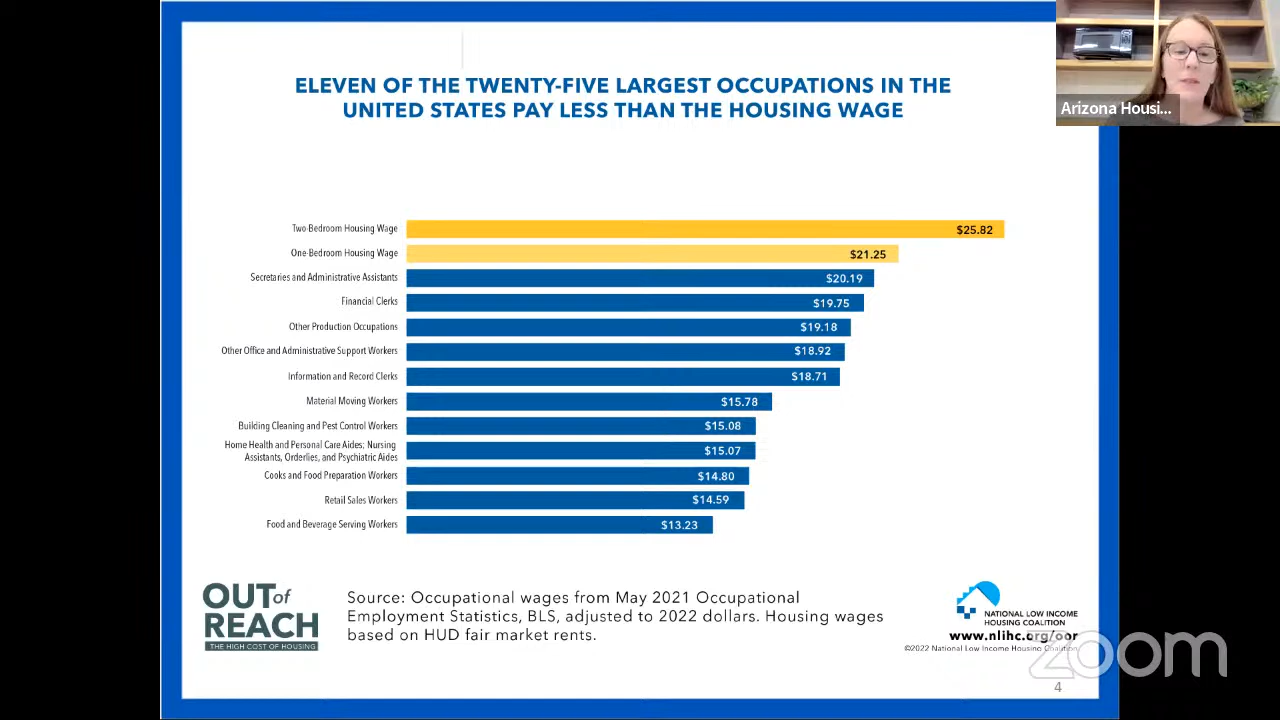 ELEVEN OF THE TWENTY-FIVE LARGEST OCCUPATIONS IN THE
UNITED STATES PAY LESS THAN THE HOUSING WAGE
Arizona Housi...
Two-Bedroom Housing Wage $25.82
One-Bedroom Housing Wage $21.25
Secretaries and Administrative Assistants $20.19
Financial Clerks $19.75
Other Production Occupations $19.18
Other Office and Administrative Support Workers $18.92
Information and Record Clerks $18.71
Material Moving Workers $15.78
Building Cleaning and Pest Control Workers $15.08
Home Health and Personal Care Aides; Nursing
Assistants, Orderlies, and Psychiatric Aides $15.07
Cooks and Food Preparation Workers $14.80
Retail Sales Workers $14.59
Food and Beverage Serving Workers $13.23
OUT of
REACH
THE HIGH COST OF HOUSING
Source: Occupational wages from May 2021 Occupational
Employment Statistics, BLS, adjusted to 2022 dollars. Housing wages
based on HUD fair market rents.
NATIONAL LOW INCOME
HOUSING COALITION
www.nlihc.org/oor
©2022 National Low Income Housing Coalition
zoom
4